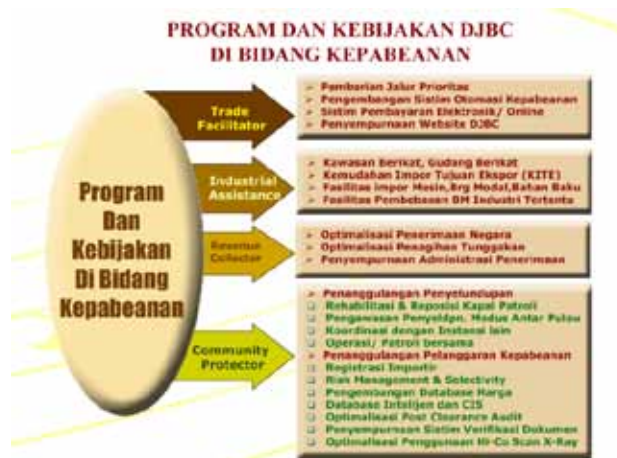 PROGRAM DAN KEBIJAKAN DJBC
DI BIDANG KEPABEANAN
Program
Dan
Kebijakan
Di Bidang
Kepabeanan
Trade
Facilitator
Pemberian Jalur Prioritas
Pengembangan Sistim Otomasi Kepabeanan
Sistim Pembayaran Elektronik/ Online
Penyempurnaan Website DJBC
Industrial
Assistance
Kawasan Berikat, Gudang Berikat
Kemudahan Impor Tujuan Ekspor (KITE)
Fasilitas impor Mesin,Brg Modal,Bahan Baku
Fasilitas Pembebasan BM Industri Tertentu
Revenue
Collector
Optimalisasi Penerimaan Negara
Optimalisasi Penagihan Tunggakan
Penyempurnaan Administrasi Penerimaan
Community
Protector
Penanggulangan Penyelundupan
Rehabilitasi & Reposisi Kapal Patroli
Pengawasan Penyeldpn. Modus Antar Pulau
Koordinasi dengan Instansi lain
Operasi/ Patroli bersama
Penanggulangan Pelanggaran Kepabeanan
Registrasi Importir
Risk Management & Selectivity
Pengembangan Database Harga
Database Intelijen dan CIS
Optimalisasi Post Clearance Audit
Penyempurnaan Sistim Verifikasi Dokumen
Optimalisasi Penggunaan Hi-Co Scan X-Ray